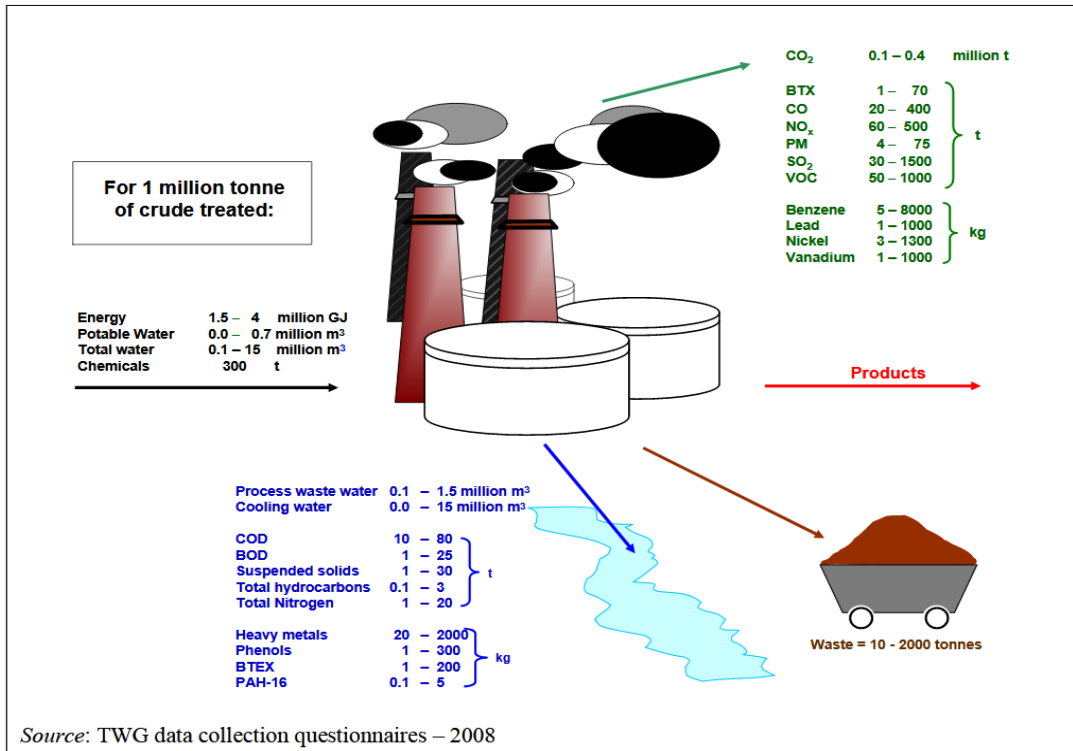 CO₂ 0.1 – 0.4 million t
BTX 1 – 70
CO 20 – 400
NOₓ 60 – 500
PM 4 – 75
SO₂ 30 – 1500
VOC 50 – 1000
t
Benzene 5 – 8000
Lead 1 – 1000
Nickel 3 – 1300
Vanadium 1 – 1000
kg
For 1 million tonne
of crude treated:
Energy 1.5 – 4 million GJ
Potable Water 0.0 – 0.7 million m³
Total water 0.1 – 15 million m³
Chemicals 300 t
Products
Process waste water 0.1 – 1.5 million m³
Cooling water 0.0 – 15 million m³
COD 10 – 80
BOD 1 – 25
Suspended solids 1 – 30
Total hydrocarbons 0.1 – 3
Total Nitrogen 1 – 20
t
Heavy metals 20 – 2000
Phenols 1 – 300
BTEX 1 – 200
PAH-16 0.1 – 5
kg
Waste = 10 - 2000 tonnes
Source: TWG data collection questionnaires – 2008